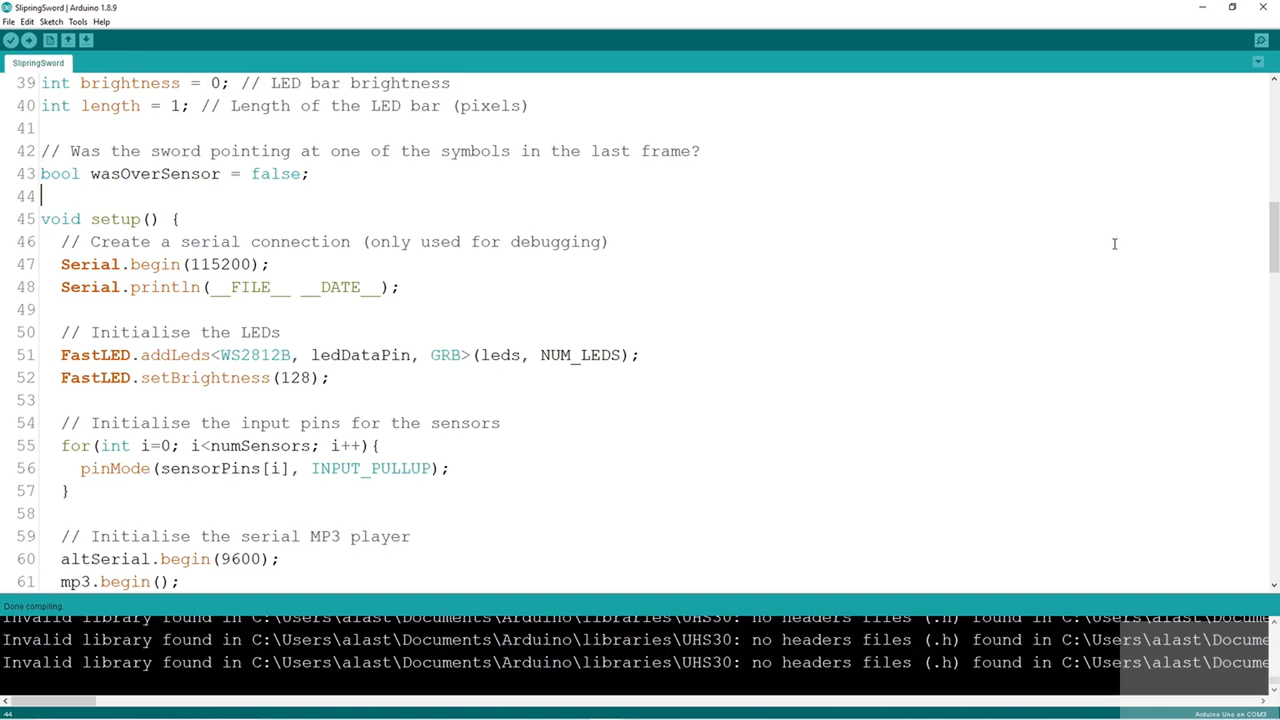 SlipringSword | Arduino 1.8.9
File Edit Sketch Tools Help
SlipringSword
39 int brightness = 0; // LED bar brightness
40 int length = 1; // Length of the LED bar (pixels)
41
42 // Was the sword pointing at one of the symbols in the last frame?
43 bool wasOverSensor = false;
44
45 void setup() {
46 // Create a serial connection (only used for debugging)
47 Serial.begin(115200);
48 Serial.println(__FILE__ __DATE__);
49
50 // Initialise the LEDs
51 FastLED.addLeds<WS2812B, ledDataPin, GRB>(leds, NUM_LEDS);
52 FastLED.setBrightness(128);
53
54 // Initialise the input pins for the sensors
55 for(int i=0; i<numSensors; i++){
56 pinMode(sensorPins[i], INPUT_PULLUP);
57 }
58
59 // Initialise the serial MP3 player
60 altSerial.begin(9600);
61 mp3.begin();
Done compiling.
Invalid library found in C:\Users\alast\Documents\Arduino\libraries\UHS30: no headers files (.h) found in C:\Users\alast\Docume
Invalid library found in C:\Users\alast\Documents\Arduino\libraries\UHS30: no headers files (.h) found in C:\Users\alast\Docume
Invalid library found in C:\Users\alast\Documents\Arduino\libraries\UHS30: no headers files (.h) found in C:\Users\alast\Docume
44 Arduino Uno on COM3